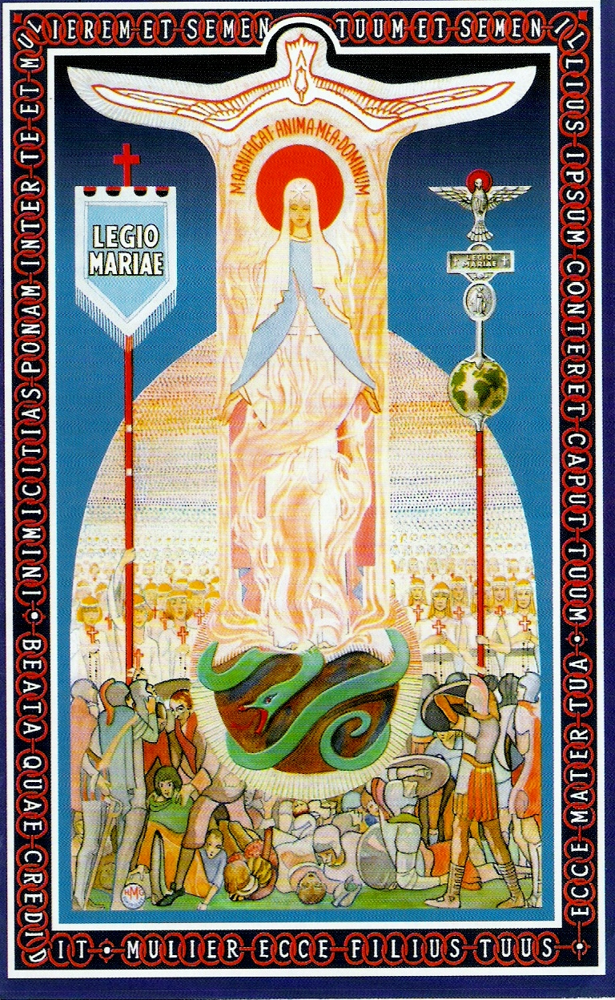 INIMICITIAS PONAM INTER TE ET MULIEREM ET SEMEN TUUM ET SEMEN ILLIUS IPSUM CONTERET CAPUT TUUM •
BEATA QUAE CREDIDIT •
MULIER ECCE FILIUS TUUS •
ECCE MATER TUA •
MAGNIFICAT · ANIMA · MEA · DOMINUM
LEGIO
MARIAE
LEGIO
MARIAE